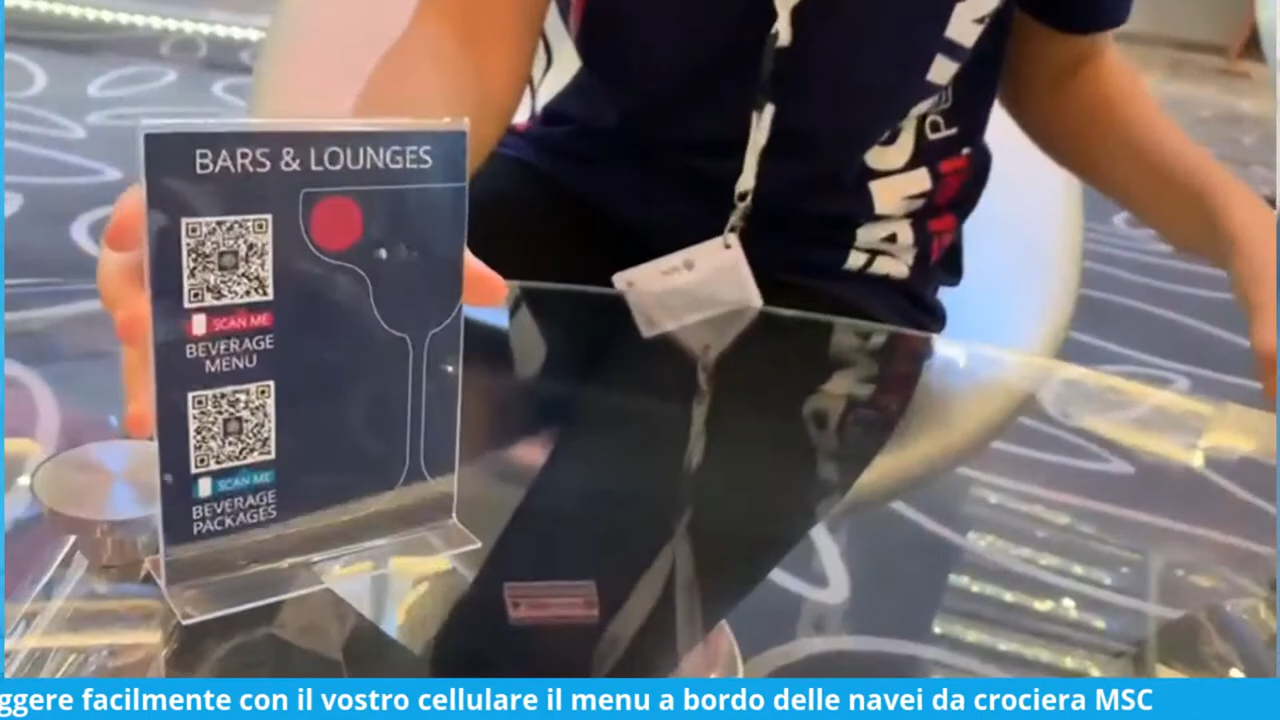 BARS & LOUNGES
SCAN ME
BEVERAGE
MENU
SCAN ME
BEVERAGE
PACKAGES
ggere facilmente con il vostro cellulare il menu a bordo delle navei da crociera MSC